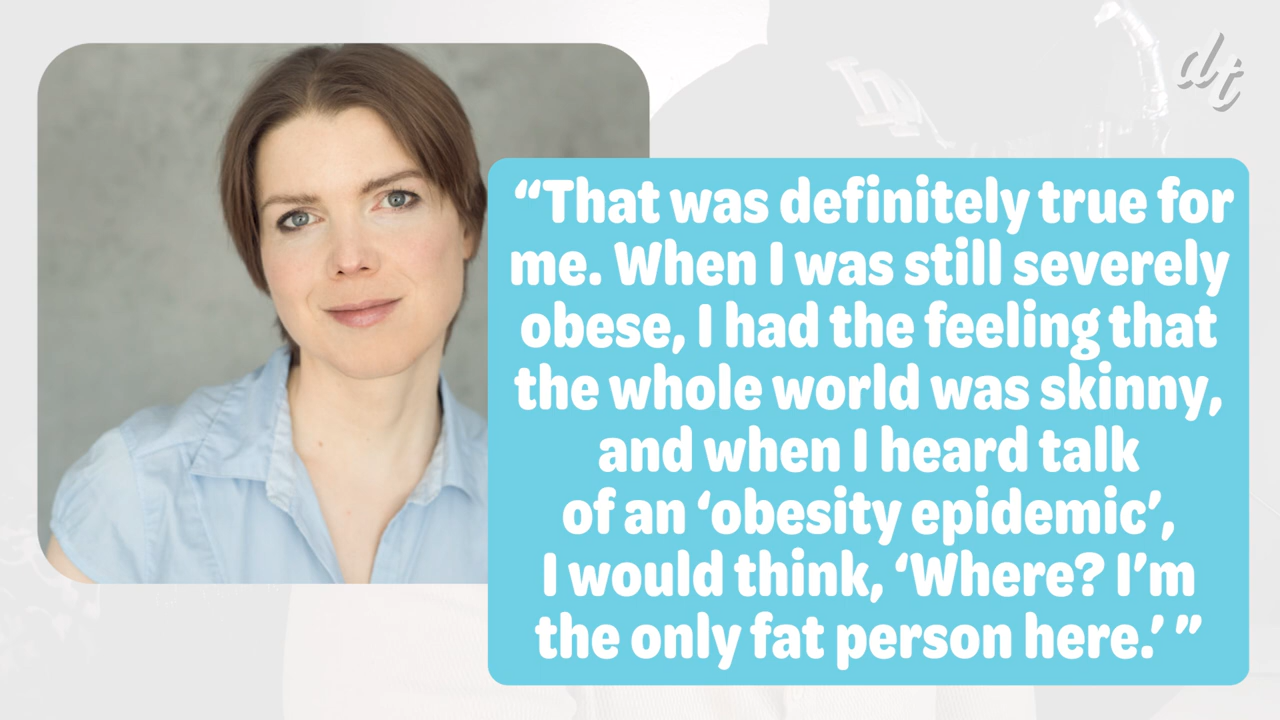 dt
“That was definitely true for
me. When I was still severely
obese, I had the feeling that
the whole world was skinny,
and when I heard talk
of an ‘obesity epidemic’,
I would think, ‘Where? I’m
the only fat person here.’ ”